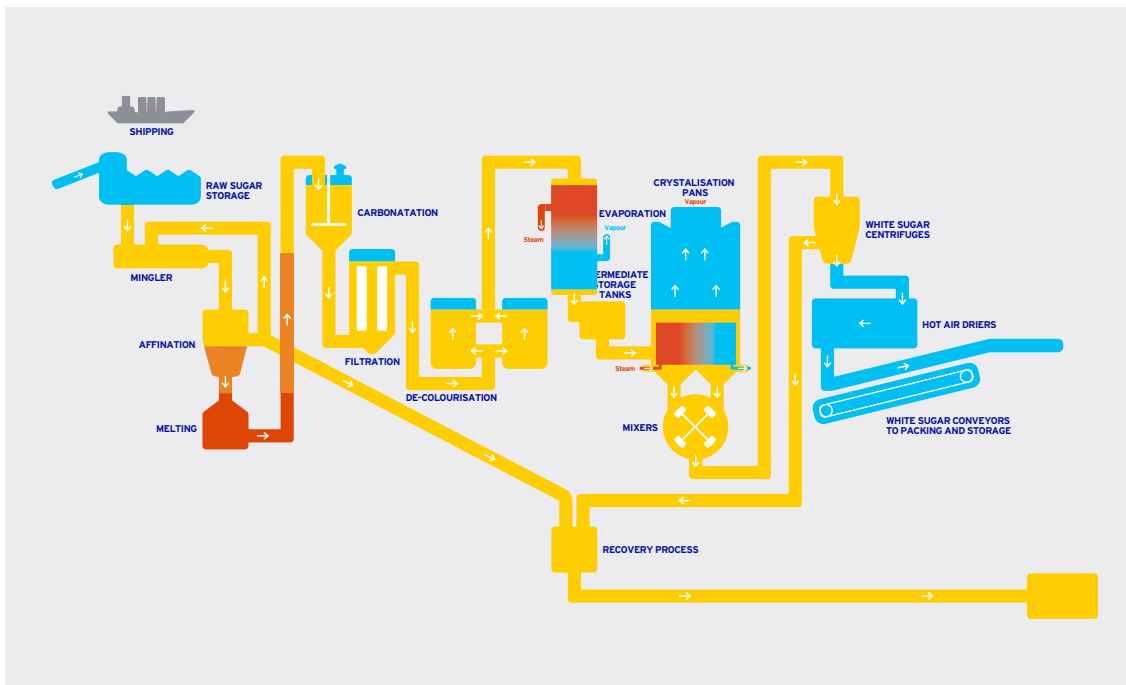 SHIPPING
RAW SUGAR
STORAGE
MINGLER
AFFINATION
MELTING
CARBONATATION
FILTRATION
DE-COLOURISATION
EVAPORATION
Steam
Vapour
ERMEDIATE
STORAGE
TANKS
CRYSTALISATION
PANS
Vapour
Steam
MIXERS
WHITE SUGAR
CENTRIFUGES
HOT AIR DRIERS
WHITE SUGAR CONVEYORS
TO PACKING AND STORAGE
RECOVERY PROCESS